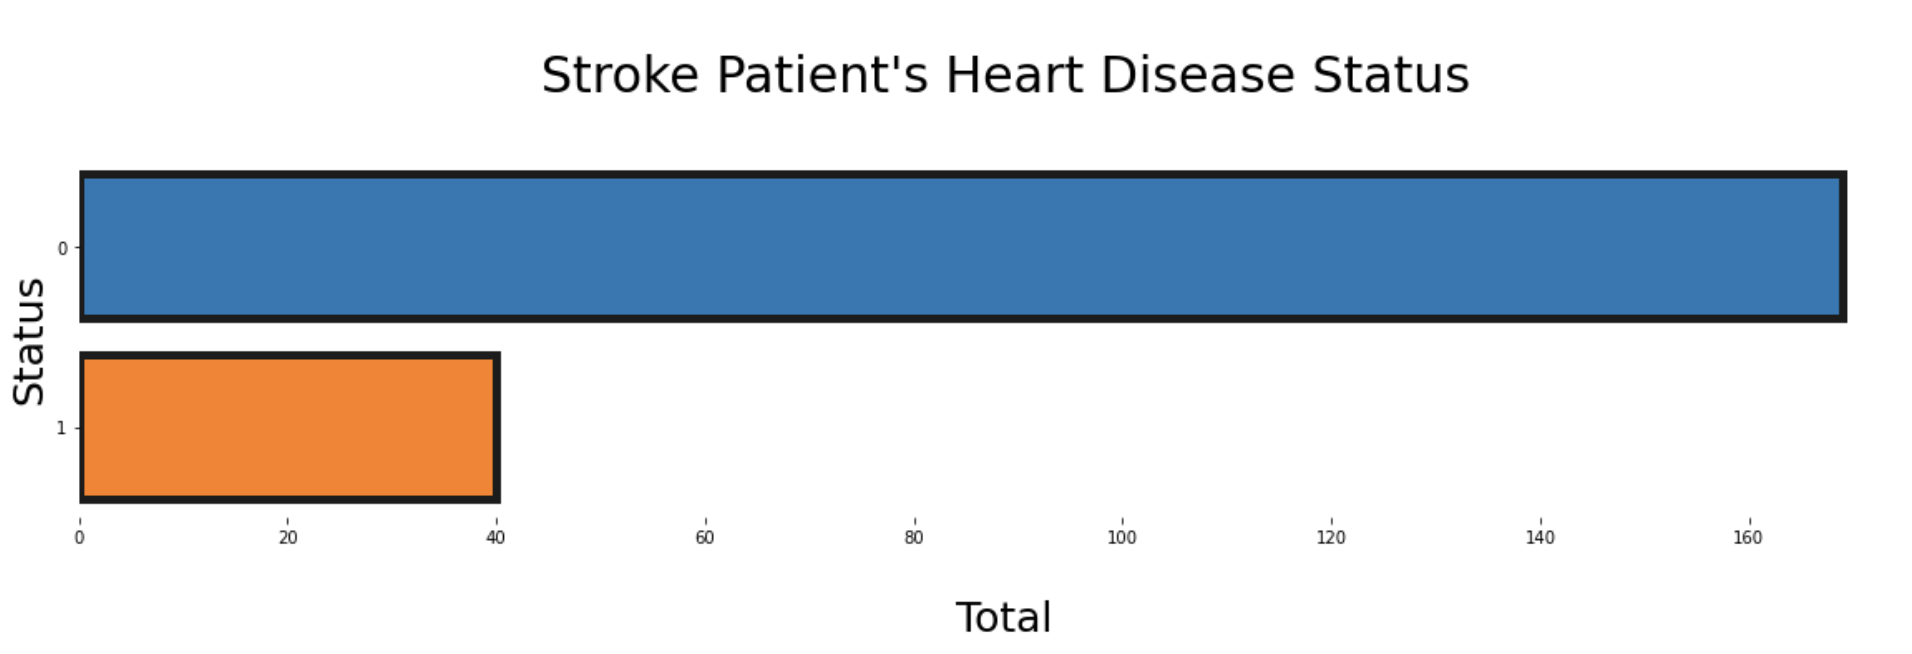 Stroke Patient's Heart Disease Status
Status
0
1
0 20 40 60 80 100 120 140 160
Total